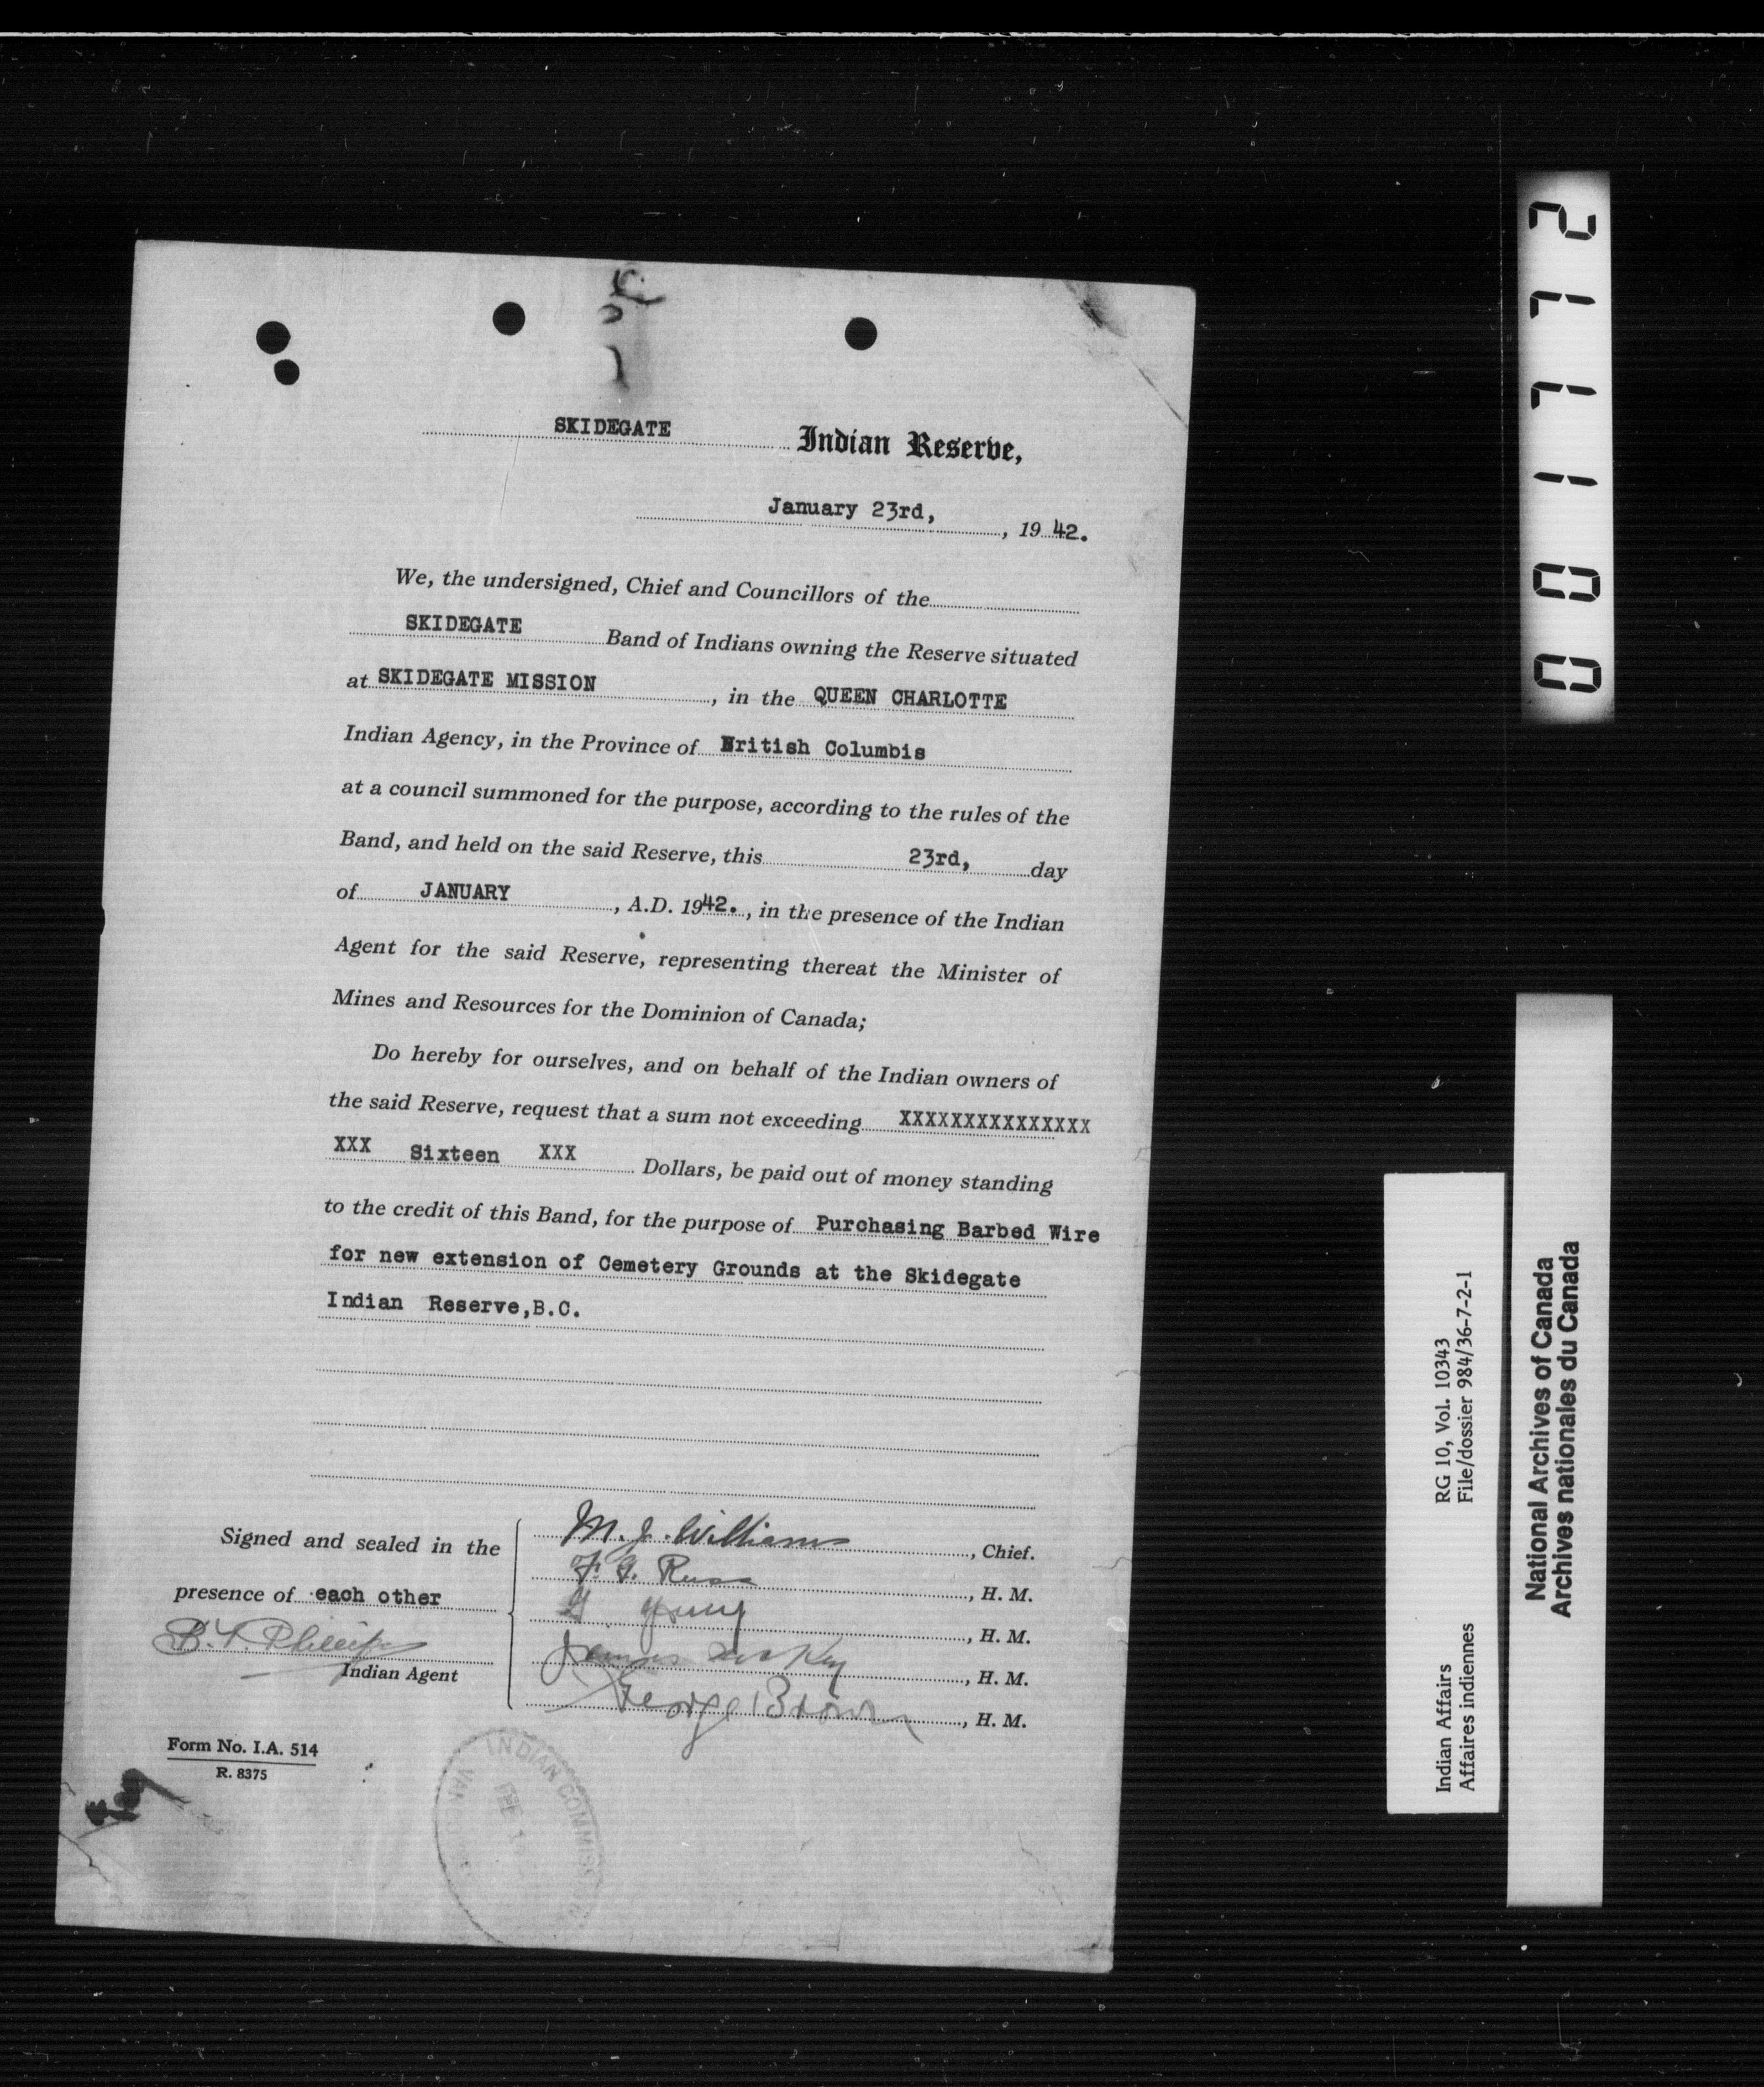 SKIDEGATE Indian Reserve,
January 23rd, , 19 42.
We, the undersigned, Chief and Councillors of the
SKIDEGATE Band of Indians owning the Reserve situated
at SKIDEGATE MISSION , in the QUEEN CHARLOTTE
Indian Agency, in the Province of British Columbis
at a council summoned for the purpose, according to the rules of the
Band, and held on the said Reserve, this 23rd, day
of JANUARY , A.D. 1942. , in the presence of the Indian
Agent for the said Reserve, representing thereat the Minister of
Mines and Resources for the Dominion of Canada;
Do hereby for ourselves, and on behalf of the Indian owners of
the said Reserve, request that a sum not exceeding XXXXXXXXXXXXXXX
XXX Sixteen XXX Dollars, be paid out of money standing
to the credit of this Band, for the purpose of Purchasing Barbed Wire
for new extension of Cemetery Grounds at the Skidegate
Indian Reserve,B.C.
Signed and sealed in the
presence of each other
Indian Agent
M. J. Williams , Chief.
F. G. Russ , H. M.
G Young , H. M.
James , H. M.
George Brown , H. M.
Form No. I.A. 514
R. 8375
INDIAN COMMISSION
VANCOUVER
FEB
001772
Indian Affairs RG 10, Vol. 10343
Affaires indiennes File/dossier 984/36-7-2-1
National Archives of Canada
Archives nationales du Canada